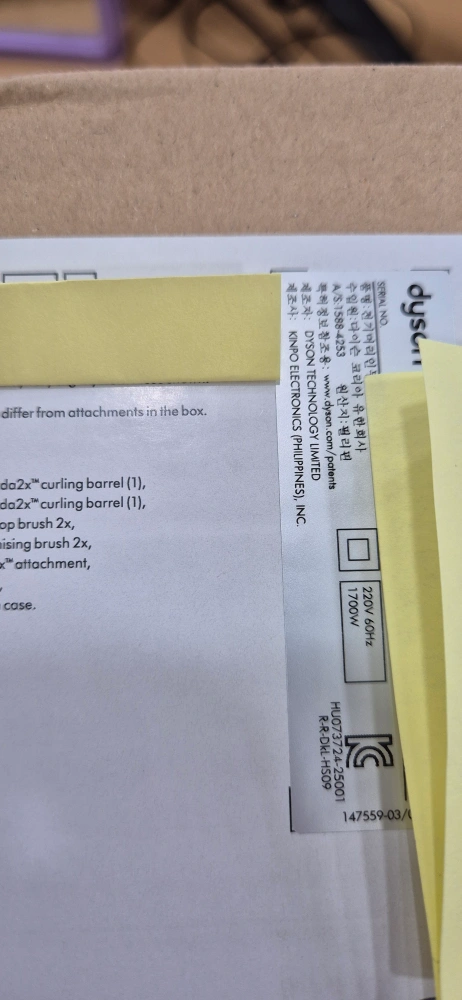 differ from attachments in the box.
da2x™ curling barrel (1),
da2x™ curling barrel (1),
op brush 2x,
ising brush 2x,
x™ attachment,
,
case.
dyson
SERIAL NO.
수입원:다이슨 코리아 유한회사
A/S:1588-4253 원산지:필리핀
특허정보참조용: www.dyson.com/patents
제조자: DYSON TECHNOLOGY LIMITED
제조사: KINPO ELECTRONICS (PHILIPPINES), INC.
220V 60Hz
1700W
HU073724-25001
R-R-DkL-HS09
147559-03/